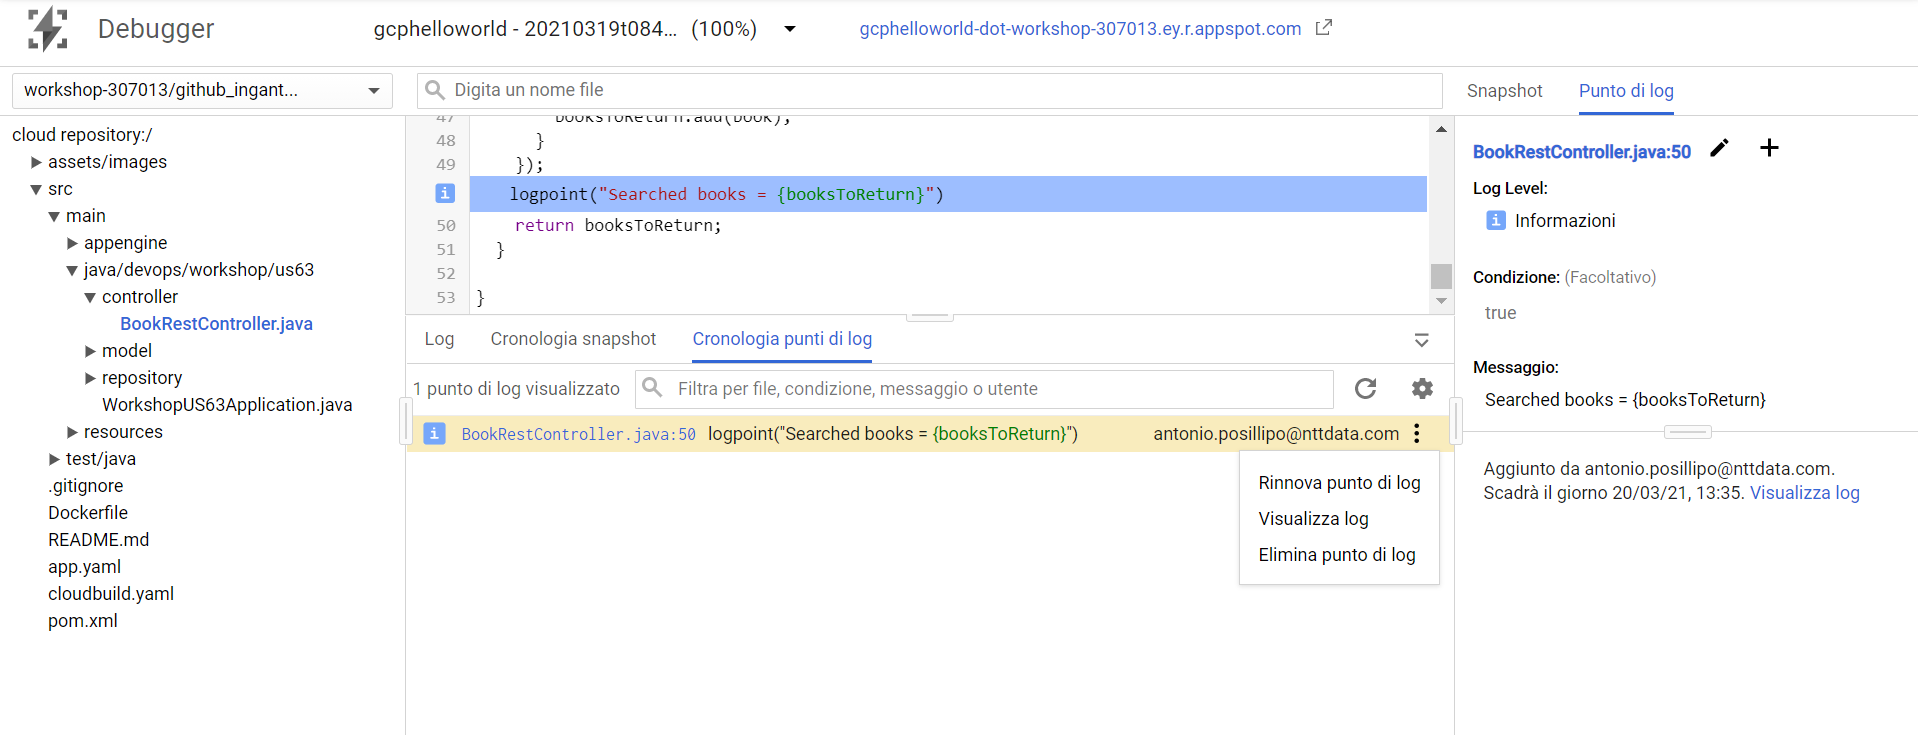 Debugger
gcphelloworld - 20210319t084... (100%)
gcphelloworld-dot-workshop-307013.ey.r.appspot.com
workshop-307013/github_ingant...
Digita un nome file
Snapshot
Punto di log
cloud repository:/
assets/images
src
main
appengine
java/devops/workshop/us63
controller
BookRestController.java
model
repository
WorkshopUS63Application.java
resources
test/java
.gitignore
Dockerfile
README.md
app.yaml
cloudbuild.yaml
pom.xml
47 booksToReturn.add(book);
48 }
49 });
i logpoint("Searched books = {booksToReturn}")
50 return booksToReturn;
51 }
52
53 }
Log
Cronologia snapshot
Cronologia punti di log
1 punto di log visualizzato
Filtra per file, condizione, messaggio o utente
i BookRestController.java:50 logpoint("Searched books = {booksToReturn}") antonio.posillipo@nttdata.com
Rinnova punto di log
Visualizza log
Elimina punto di log
BookRestController.java:50
Log Level:
i Informazioni
Condizione: (Facoltativo)
true
Messaggio:
Searched books = {booksToReturn}
Aggiunto da antonio.posillipo@nttdata.com.
Scadrà il giorno 20/03/21, 13:35. Visualizza log